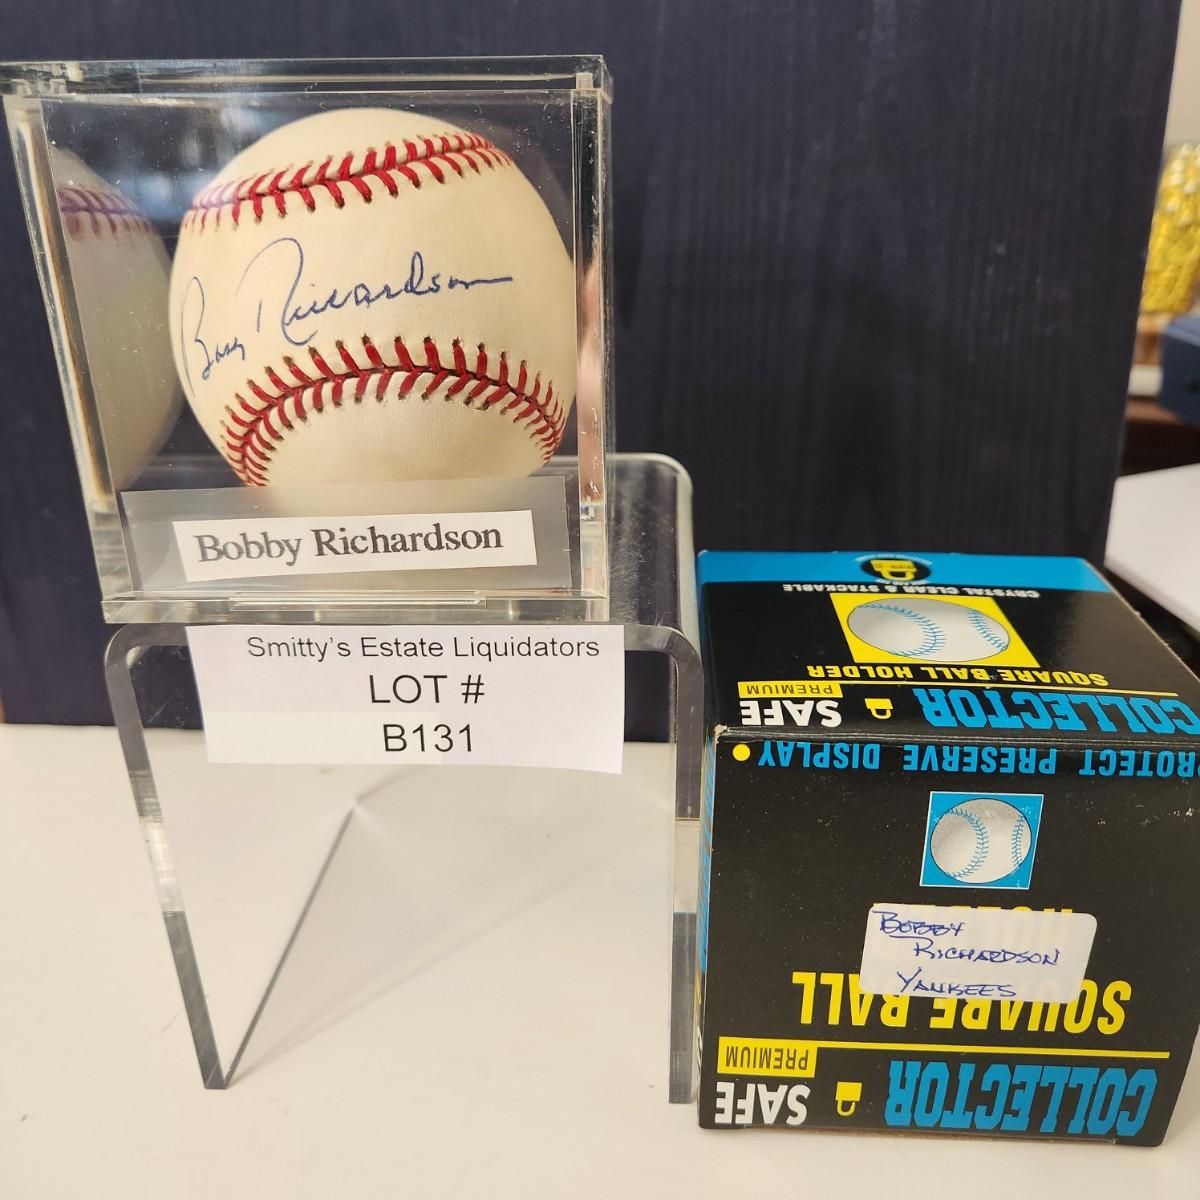 Bobby Richardson
Bobby Richardson
Smitty's Estate Liquidators
LOT #
B131
CRYSTAL CLEAR & STACKABLE
SQUARE BALL HOLDER
PREMIUM
COLLECTOR SAFE
PROTECT PRESERVE DISPLAY
BOBBY
RICHARDSON
YANKEES
SQUARE BALL
PREMIUM
COLLECTOR SAFE